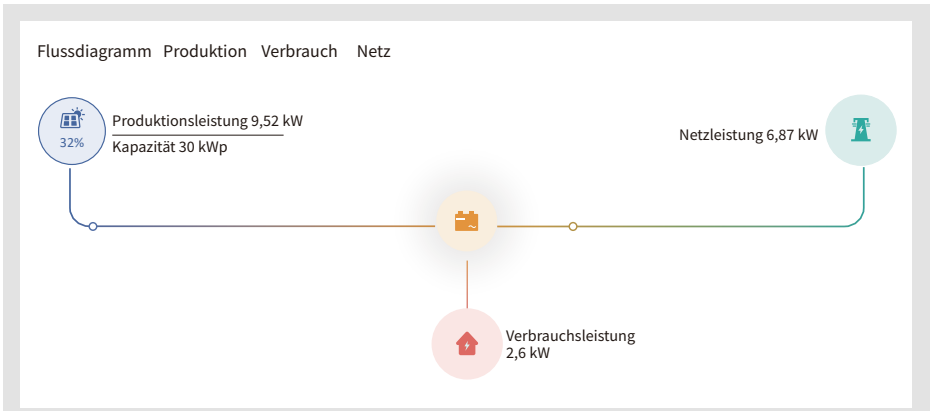 Flussdiagramm Produktion Verbrauch Netz
32%
Produktionsleistung 9,52 kW
Kapazität 30 kWp
Netzleistung 6,87 kW
Verbrauchsleistung
2,6 kW